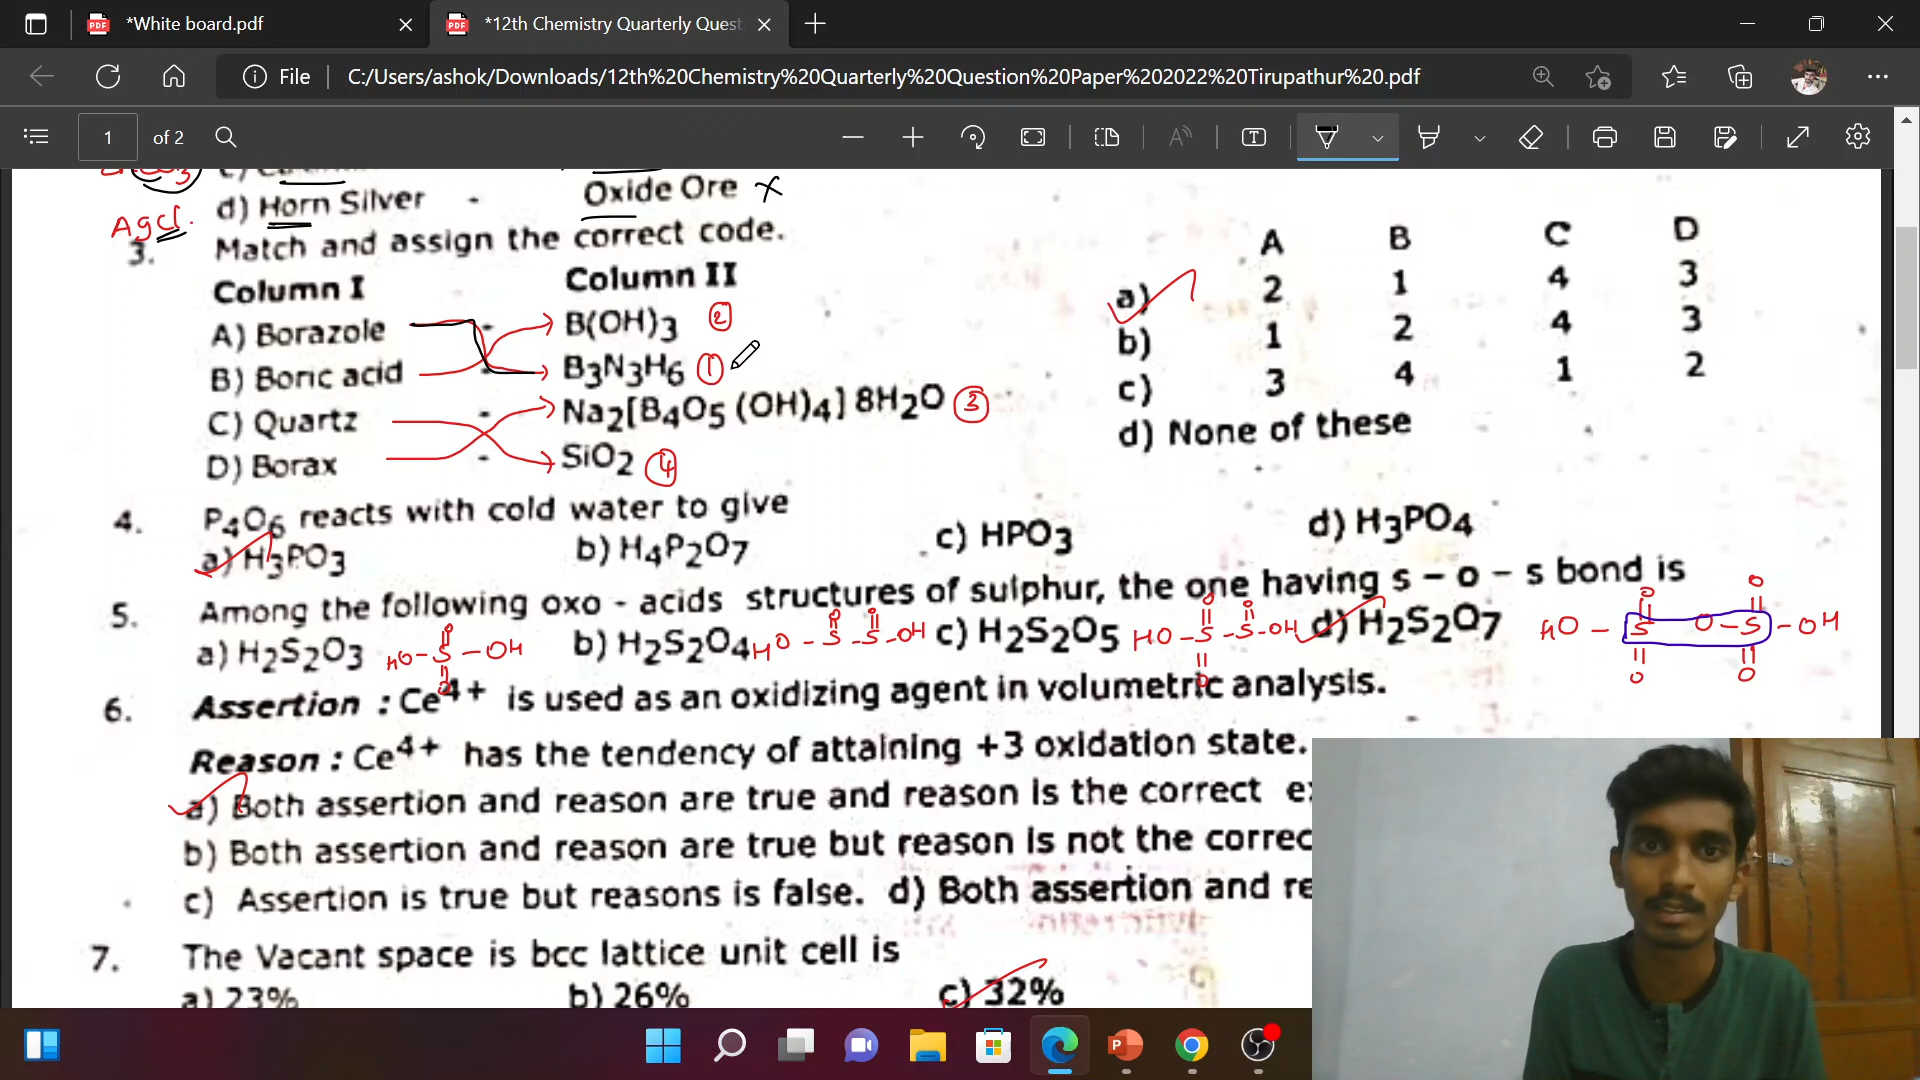 *White board.pdf
*12th Chemistry Quarterly Quest
File C:/Users/ashok/Downloads/12th%20Chemistry%20Quarterly%20Question%20Paper%202022%20Tirupathur%20.pdf
1 of 2
d) Horn Silver - Oxide Ore X
AgCl.
3. Match and assign the correct code.
Column I Column II
A) Borazole - B(OH)3 2
B) Boric acid - B3N3H6 1
C) Quartz - Na2[B4O5 (OH)4] 8H2O 3
D) Borax - SiO2 4
A B C D
a) 2 1 4 3
b) 1 2 4 3
c) 3 4 1 2
d) None of these
4. P4O6 reacts with cold water to give
a) H3PO3 b) H4P2O7 c) HPO3 d) H3PO4
5. Among the following oxo - acids structures of sulphur, the one having s – o – s bond is
a) H2S2O3 b) H2S2O4 c) H2S2O5 d) H2S2O7
O O O O O O O
HO – S – OH HO – S – S – OH HO – S – S – OH HO – S O – S – OH
O O O O
6. Assertion : Ce4+ is used as an oxidizing agent in volumetric analysis.
Reason : Ce4+ has the tendency of attaining +3 oxidation state.
a) Both assertion and reason are true and reason is the correct
b) Both assertion and reason are true but reason is not the correc
c) Assertion is true but reasons is false. d) Both assertion and re
7. The Vacant space is bcc lattice unit cell is
a) 23% b) 26% c) 32%